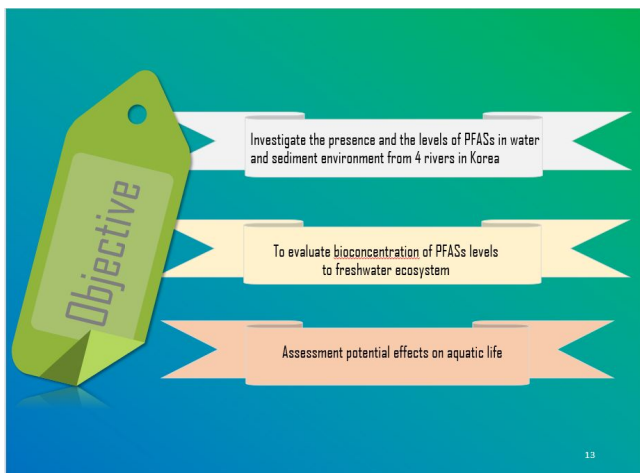 Objective
Investigate the presence and the levels of PFASs in water
and sediment environment from 4 rivers in Korea
To evaluate bioconcentration of PFASs levels
to freshwater ecosystem
Assessment potential effects on aquatic life
13